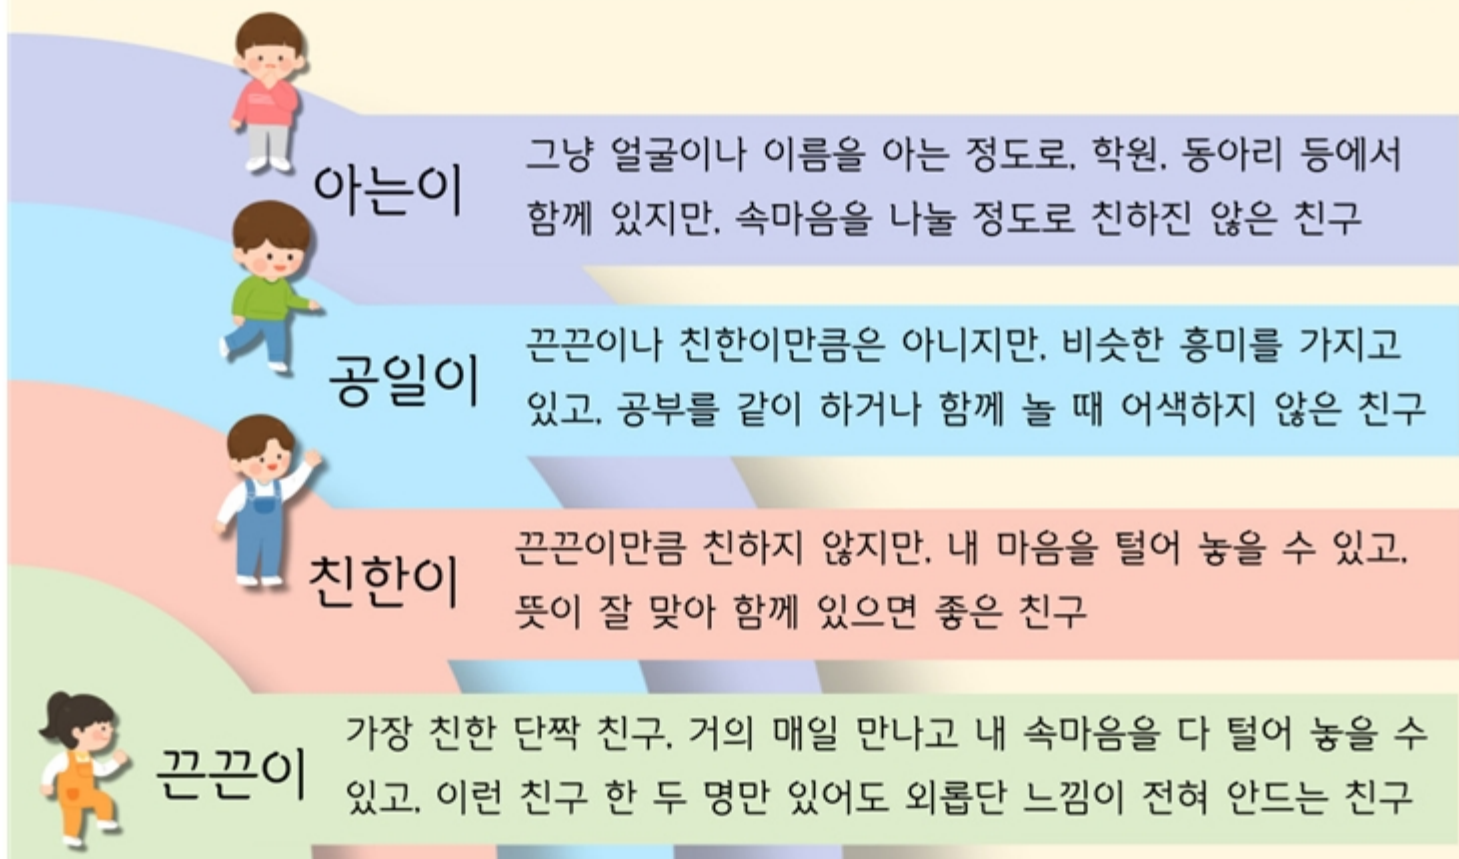 아는이
그냥 얼굴이나 이름을 아는 정도로, 학원, 동아리 등에서
함께 있지만, 속마음을 나눌 정도로 친하진 않은 친구
공일이
끈끈이나 친한이만큼은 아니지만, 비슷한 흥미를 가지고
있고, 공부를 같이 하거나 함께 놀 때 어색하지 않은 친구
친한이
끈끈이만큼 친하지 않지만, 내 마음을 털어 놓을 수 있고,
뜻이 잘 맞아 함께 있으면 좋은 친구
끈끈이
가장 친한 단짝 친구, 거의 매일 만나고 내 속마음을 다 털어 놓을 수
있고, 이런 친구 한 두 명만 있어도 외롭단 느낌이 전혀 안드는 친구